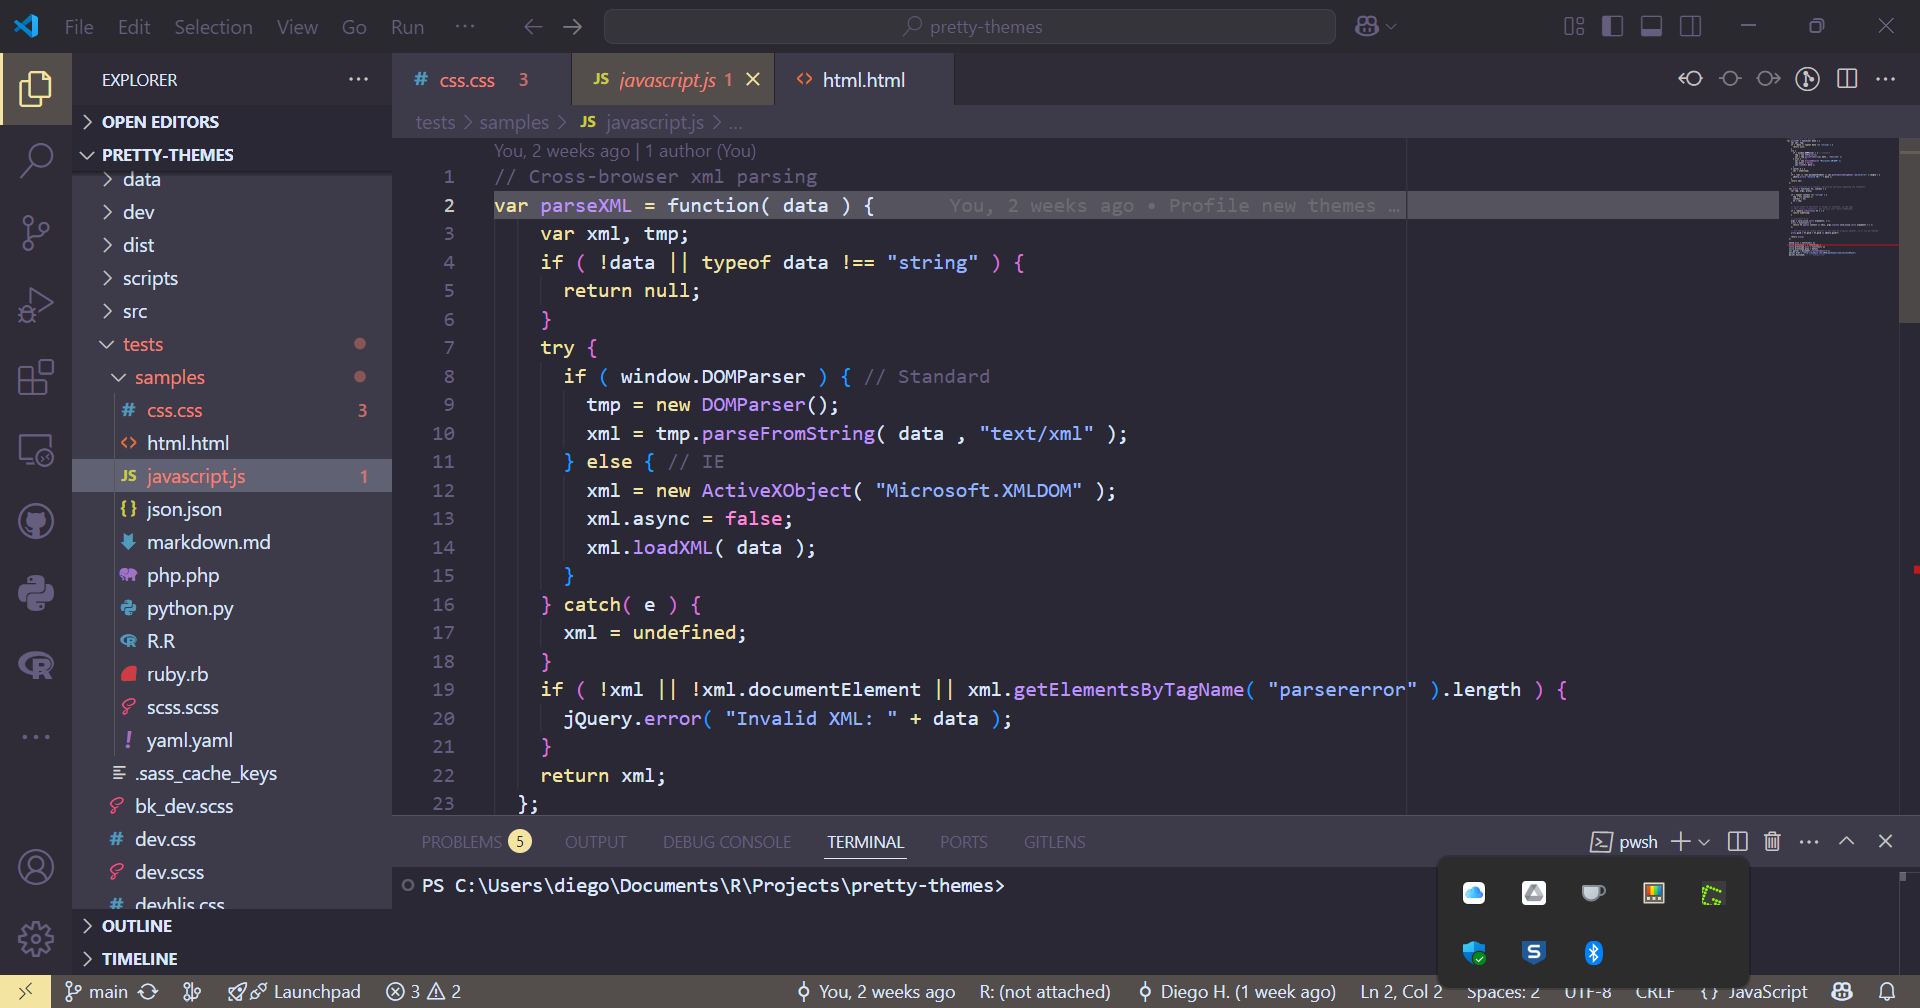 File Edit Selection View Go Run ··· pretty-themes
EXPLORER ···
css.css 3
JS javascript.js 1
html.html
tests > samples > JS javascript.js > ...
OPEN EDITORS
PRETTY-THEMES
data
dev
dist
scripts
src
tests
samples
# css.css 3
<> html.html
JS javascript.js 1
{} json.json
markdown.md
php.php
python.py
R.R
ruby.rb
scss.scss
! yaml.yaml
.sass_cache_keys
bk_dev.scss
# dev.css
dev.scss
# devhljs.css
OUTLINE
TIMELINE
You, 2 weeks ago | 1 author (You)
1 // Cross-browser xml parsing
2 var parseXML = function( data ) { You, 2 weeks ago • Profile new themes …
3 var xml, tmp;
4 if ( !data || typeof data !== "string" ) {
5 return null;
6 }
7 try {
8 if ( window.DOMParser ) { // Standard
9 tmp = new DOMParser();
10 xml = tmp.parseFromString( data , "text/xml" );
11 } else { // IE
12 xml = new ActiveXObject( "Microsoft.XMLDOM" );
13 xml.async = false;
14 xml.loadXML( data );
15 }
16 } catch( e ) {
17 xml = undefined;
18 }
19 if ( !xml || !xml.documentElement || xml.getElementsByTagName( "parsererror" ).length ) {
20 jQuery.error( "Invalid XML: " + data );
21 }
22 return xml;
23 };
PROBLEMS 5 OUTPUT DEBUG CONSOLE TERMINAL PORTS GITLENS pwsh
PS C:\Users\diego\Documents\R\Projects\pretty-themes>
main Launchpad 3 2 You, 2 weeks ago R: (not attached) Diego H. (1 week ago) Ln 2, Col 2 Spaces: 2 UTF-8 CRLF {} JavaScript